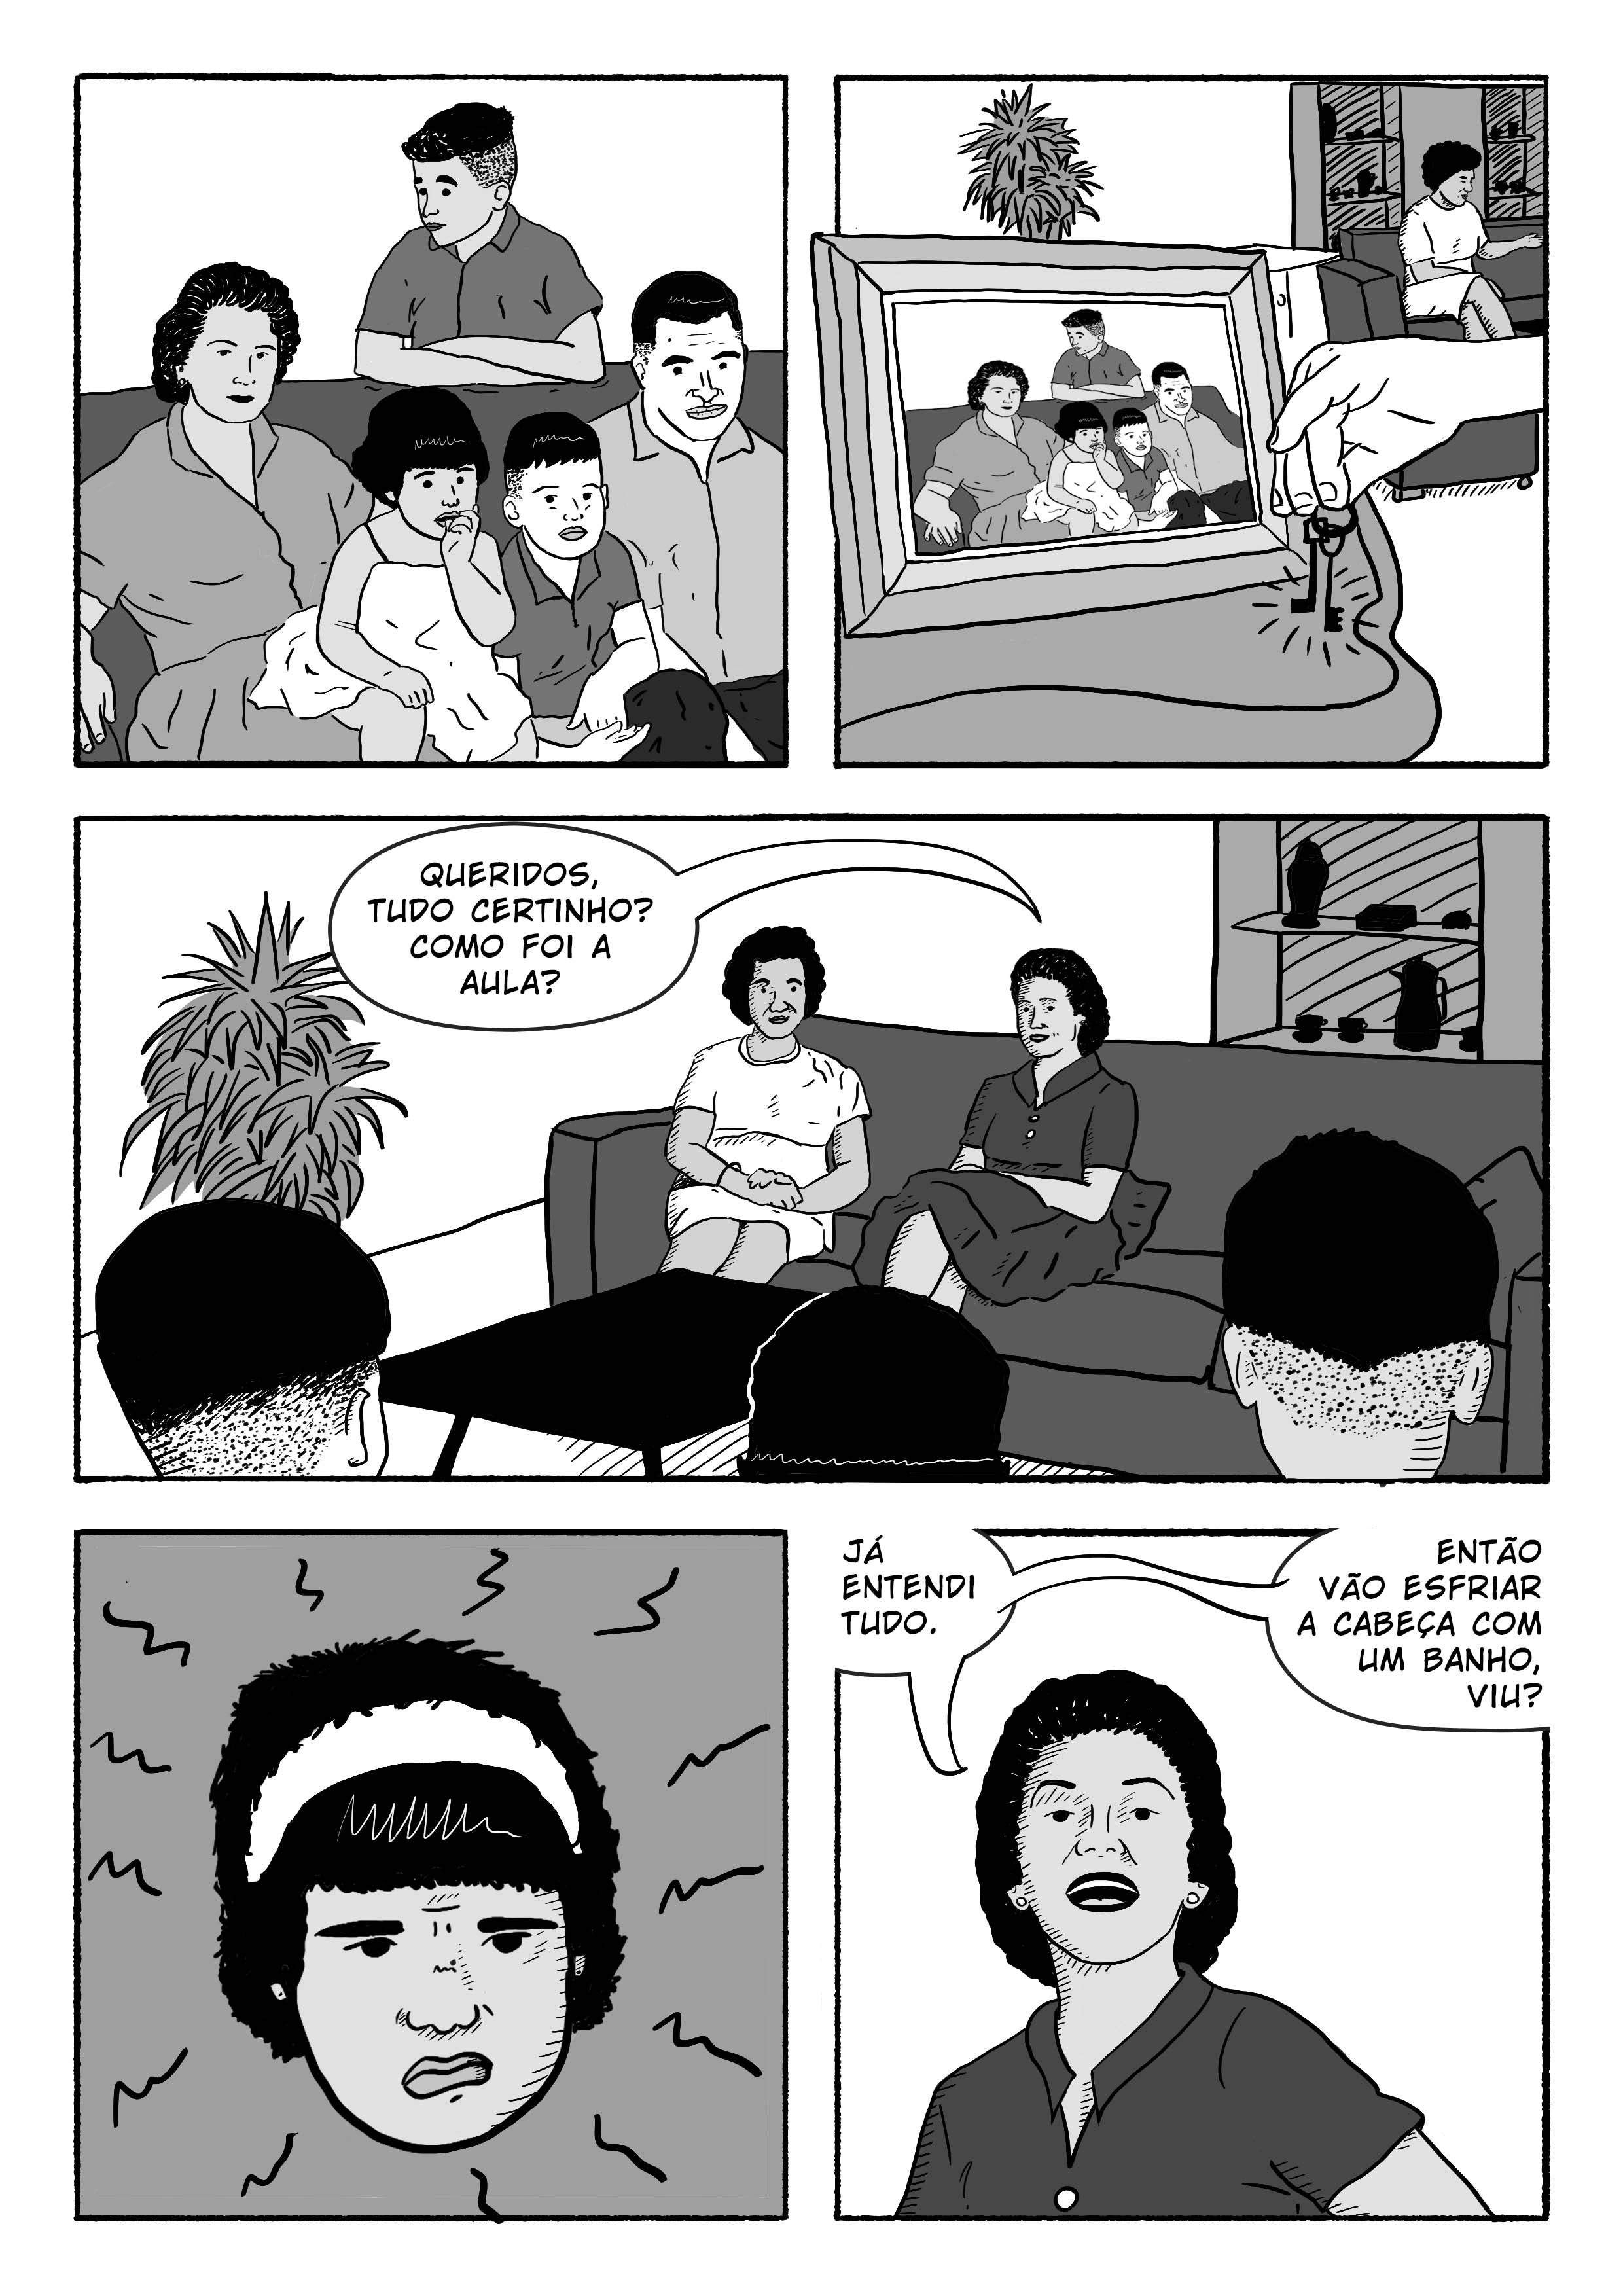 QUERIDOS,
TUDO CERTINHO?
COMO FOI A
AULA?
JÁ
ENTENDI
TUDO.
ENTÃO
VÃO ESFRIAR
A CABEÇA COM
UM BANHO,
VIU?